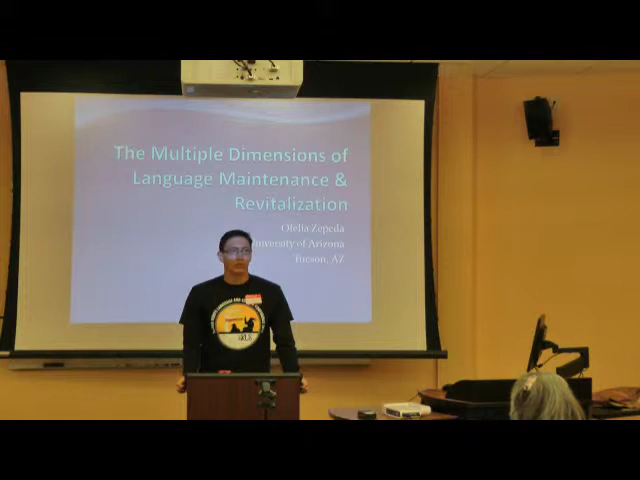 The Multiple Dimensions of
Language Maintenance &
Revitalization
Ofelia Zepeda
University of Arizona
Tucson, AZ